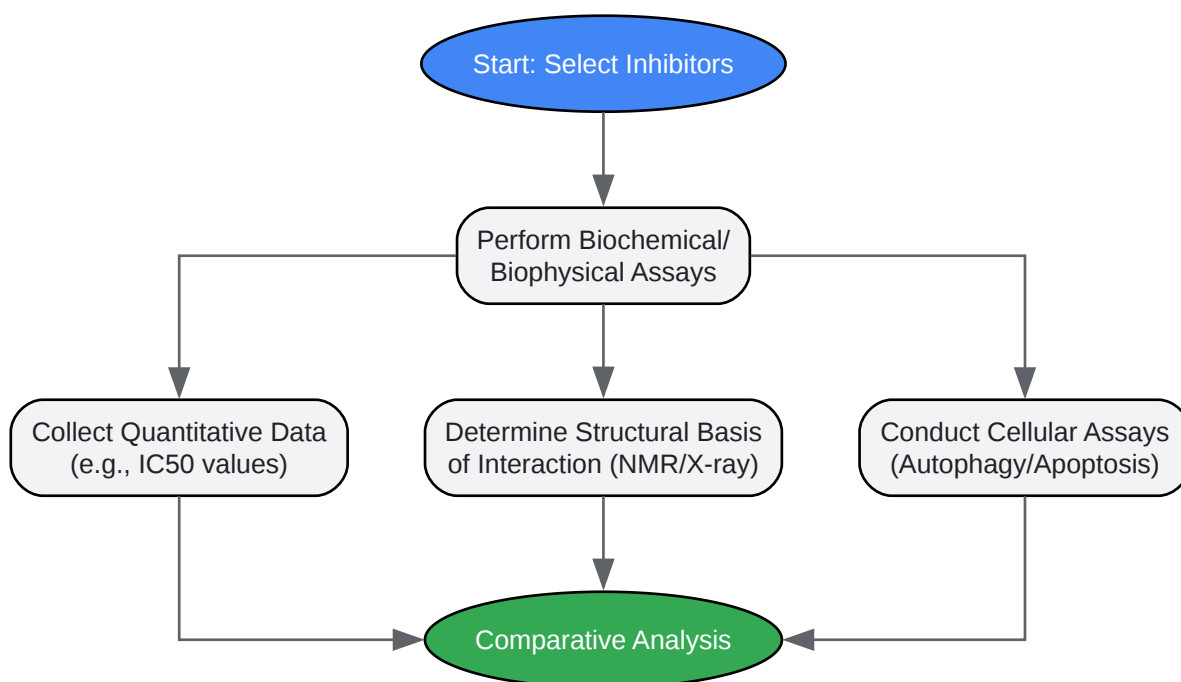 Start: Select Inhibitors
Perform Biochemical/
Biophysical Assays
Collect Quantitative Data
(e.g., IC50 values)
Determine Structural Basis
of Interaction (NMR/X-ray)
Conduct Cellular Assays
(Autophagy/Apoptosis)
Comparative Analysis